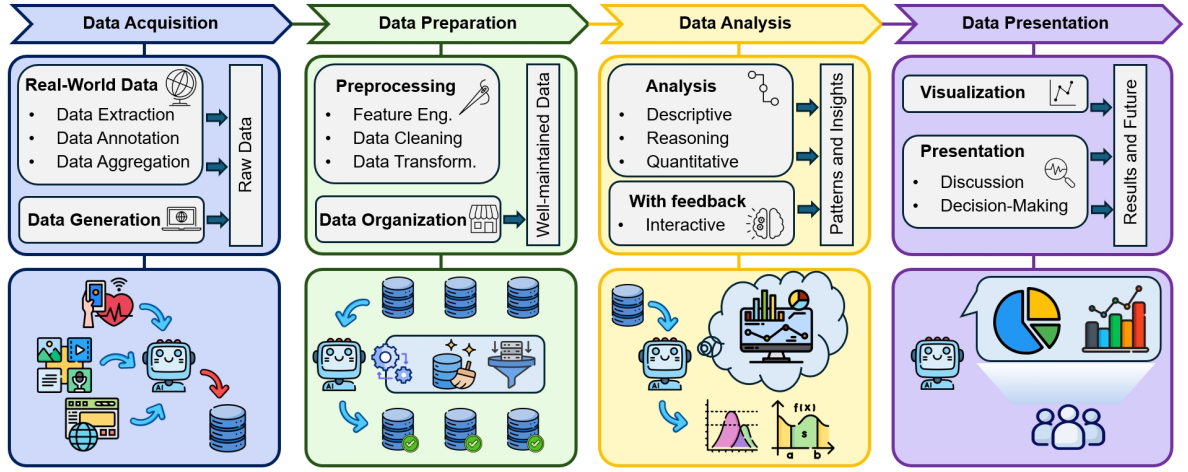 Data Acquisition
Data Preparation
Data Analysis
Data Presentation
Real-World Data
• Data Extraction
• Data Annotation
• Data Aggregation
Data Generation
Raw Data
Preprocessing
• Feature Eng.
• Data Cleaning
• Data Transform.
Data Organization
Well-maintained Data
Analysis
• Descriptive
• Reasoning
• Quantitative
With feedback
• Interactive
Patterns and Insights
Visualization
Presentation
• Discussion
• Decision-Making
Results and Future
AI
AI
AI
f(x)
s
a b
AI